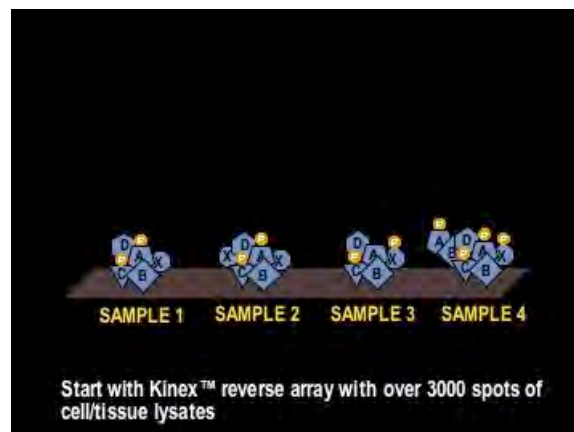 D P A X P C B
X D P A X P C B
P D P A X P C B
P A B D P P A X P C B
SAMPLE 1 SAMPLE 2 SAMPLE 3 SAMPLE 4
Start with Kinex™ reverse array with over 3000 spots of
cell/tissue lysates